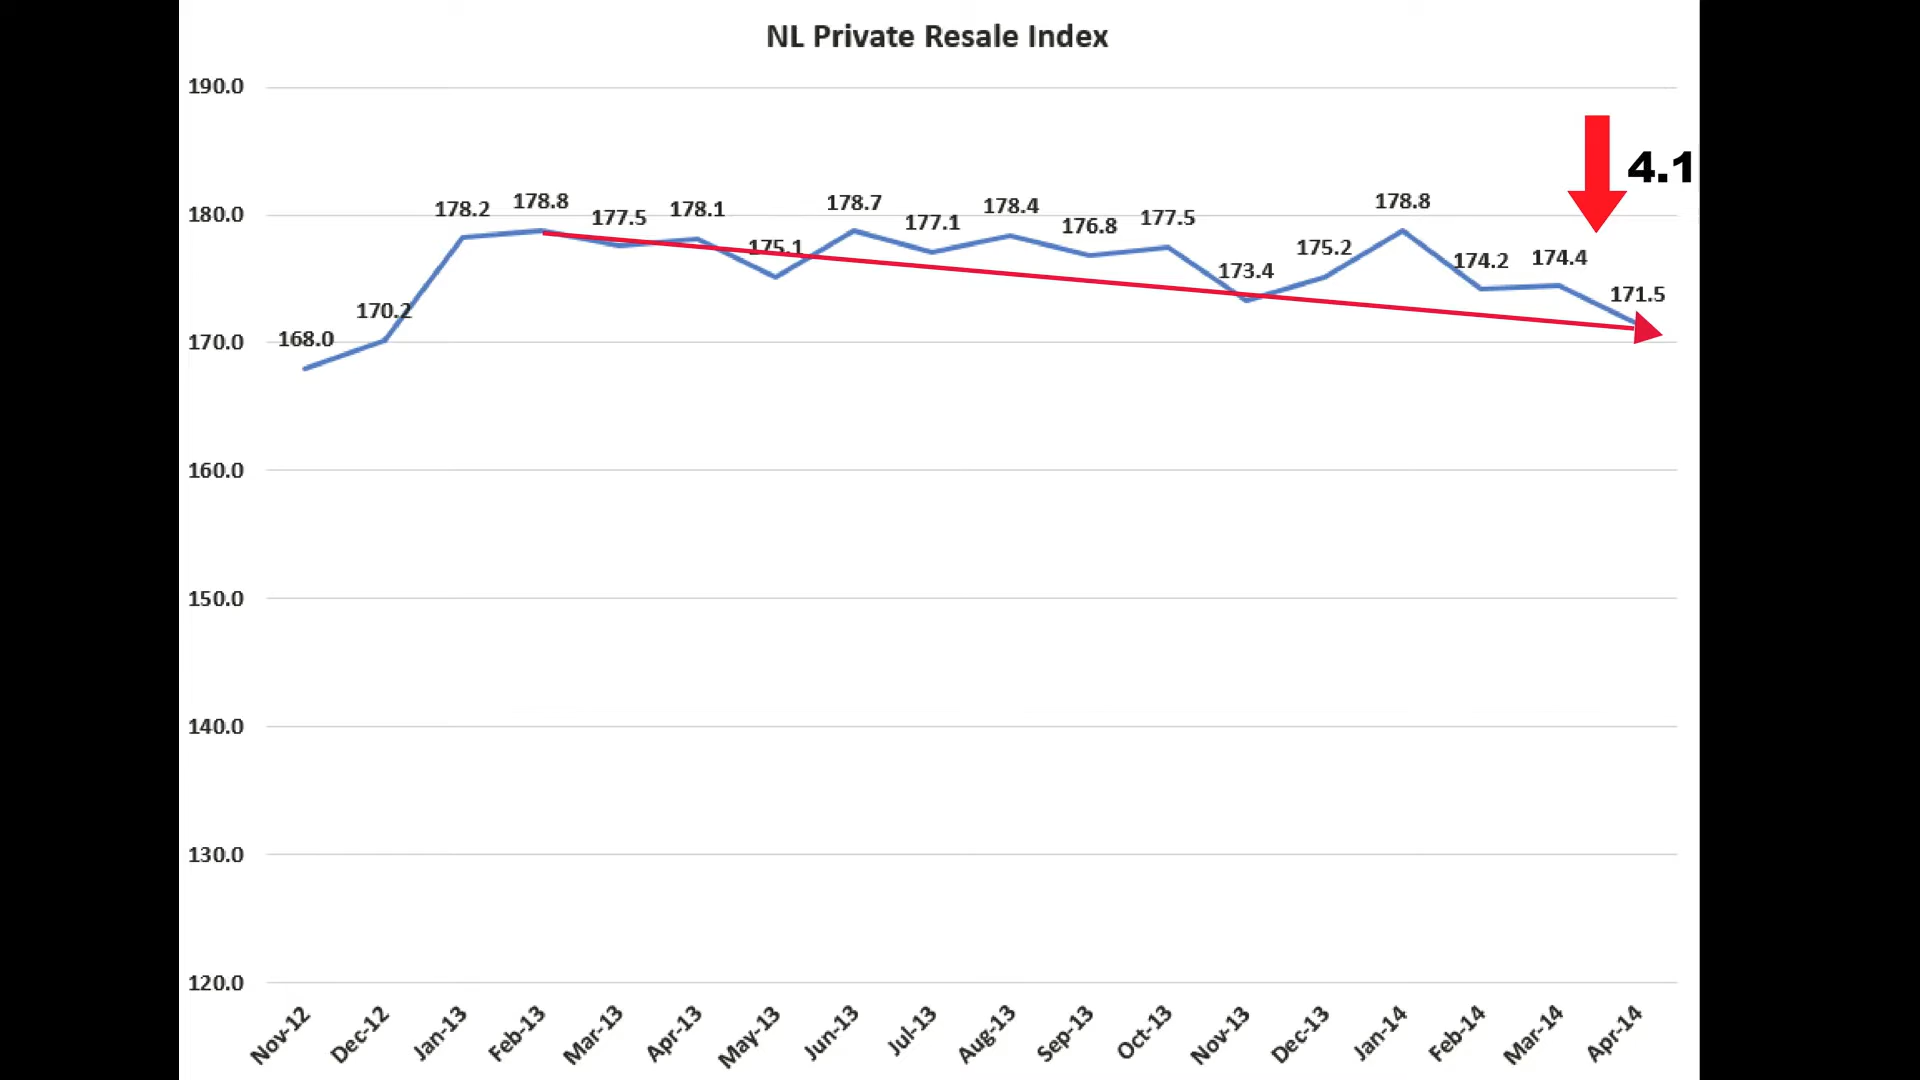 NL Private Resale Index
190.0
4.1
180.0
178.2
178.8
177.5
178.1
175.1
178.7
177.1
178.4
176.8
177.5
173.4
175.2
178.8
174.2
174.4
171.5
170.2
168.0
170.0
160.0
150.0
140.0
130.0
120.0
Nov-12
Dec-12
Jan-13
Feb-13
Mar-13
Apr-13
May-13
Jun-13
Jul-13
Aug-13
Sep-13
Oct-13
Nov-13
Dec-13
Jan-14
Feb-14
Mar-14
Apr-14